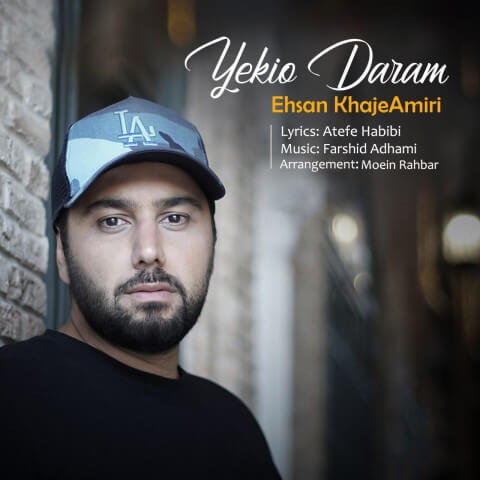 Yekio Daram
Ehsan KhajeAmiri
Lyrics: Atefe Habibi
Music: Farshid Adhami
Arrangement: Moein Rahbar
LA